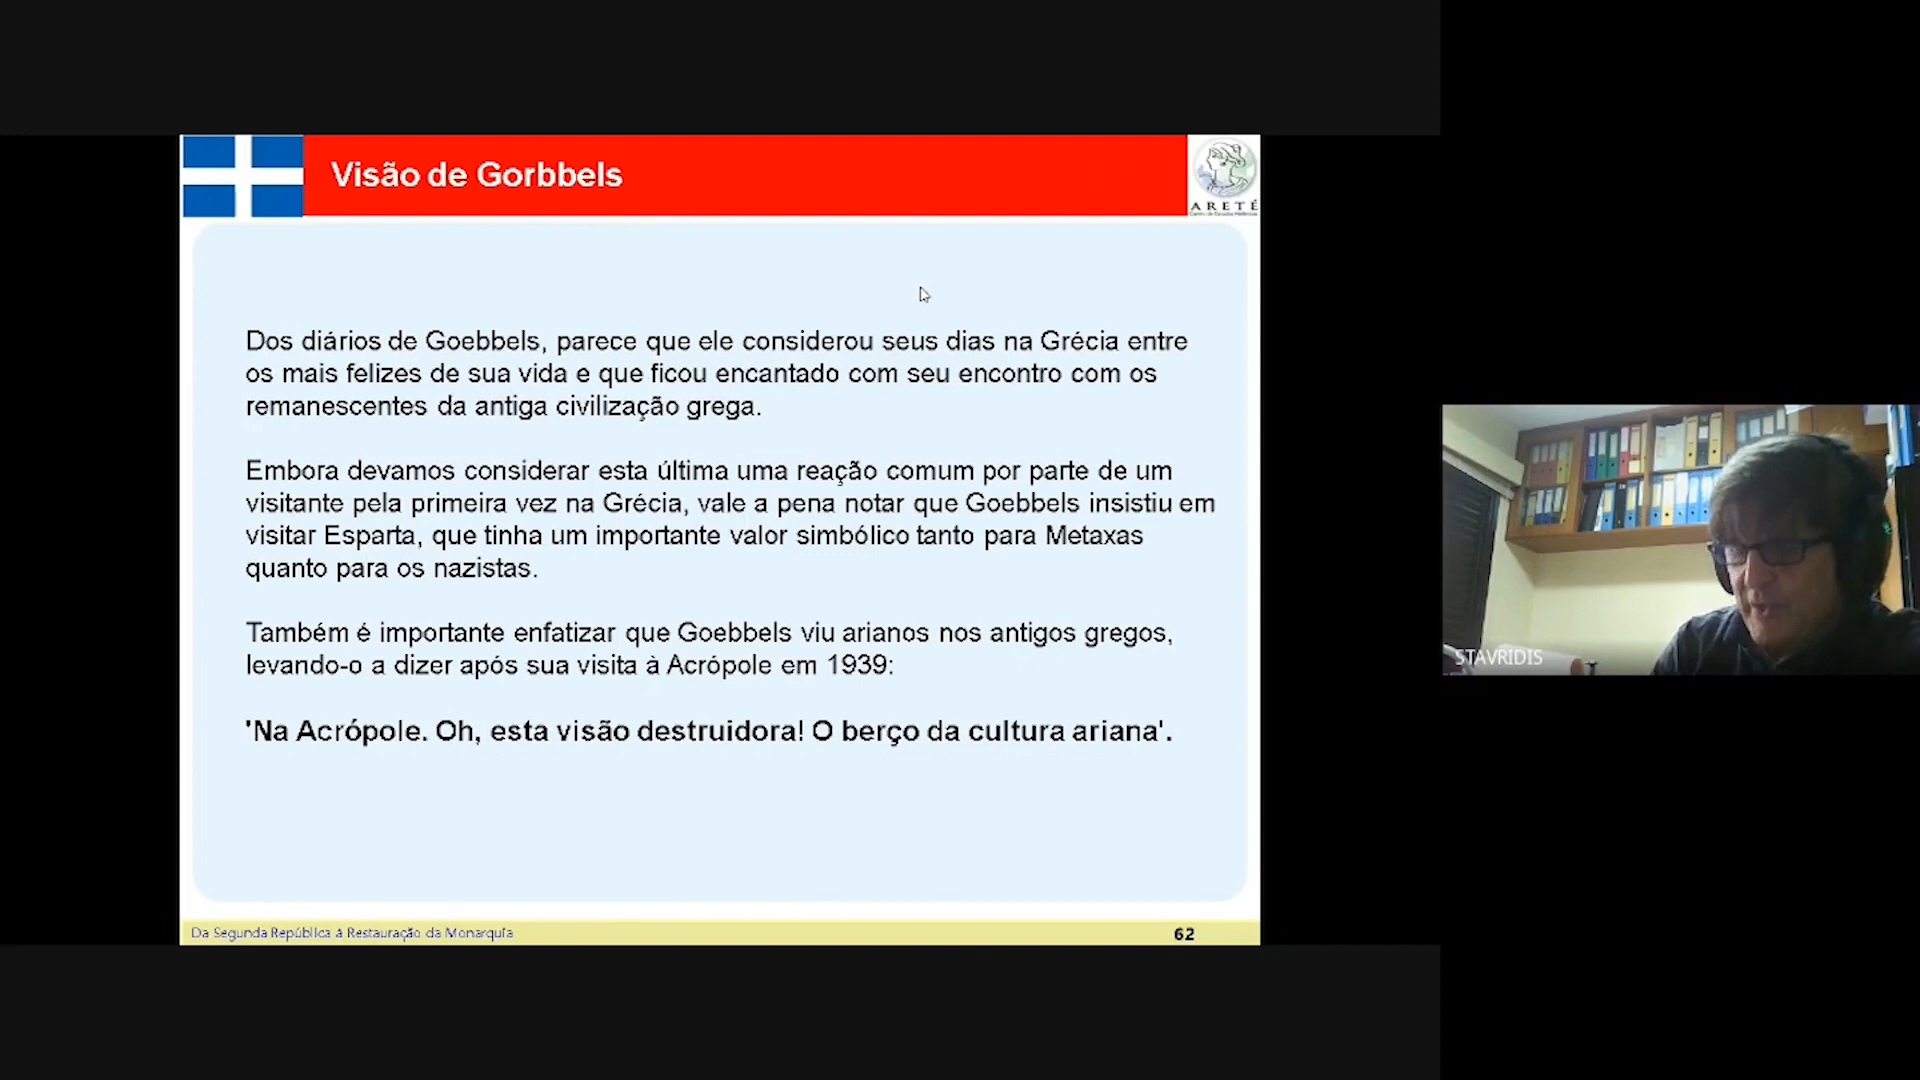 Visão de Gorbbels
ARETÉ
Dos diários de Goebbels, parece que ele considerou seus dias na Grécia entre
os mais felizes de sua vida e que ficou encantado com seu encontro com os
remanescentes da antiga civilização grega.
Embora devamos considerar esta última uma reação comum por parte de um
visitante pela primeira vez na Grécia, vale a pena notar que Goebbels insistiu em
visitar Esparta, que tinha um importante valor simbólico tanto para Metaxas
quanto para os nazistas.
Também é importante enfatizar que Goebbels viu arianos nos antigos gregos,
levando-o a dizer após sua visita à Acrópole em 1939:
'Na Acrópole. Oh, esta visão destruidora! O berço da cultura ariana'.
Da Segunda República à Restauração da Monarquia
62
STAVRIDIS